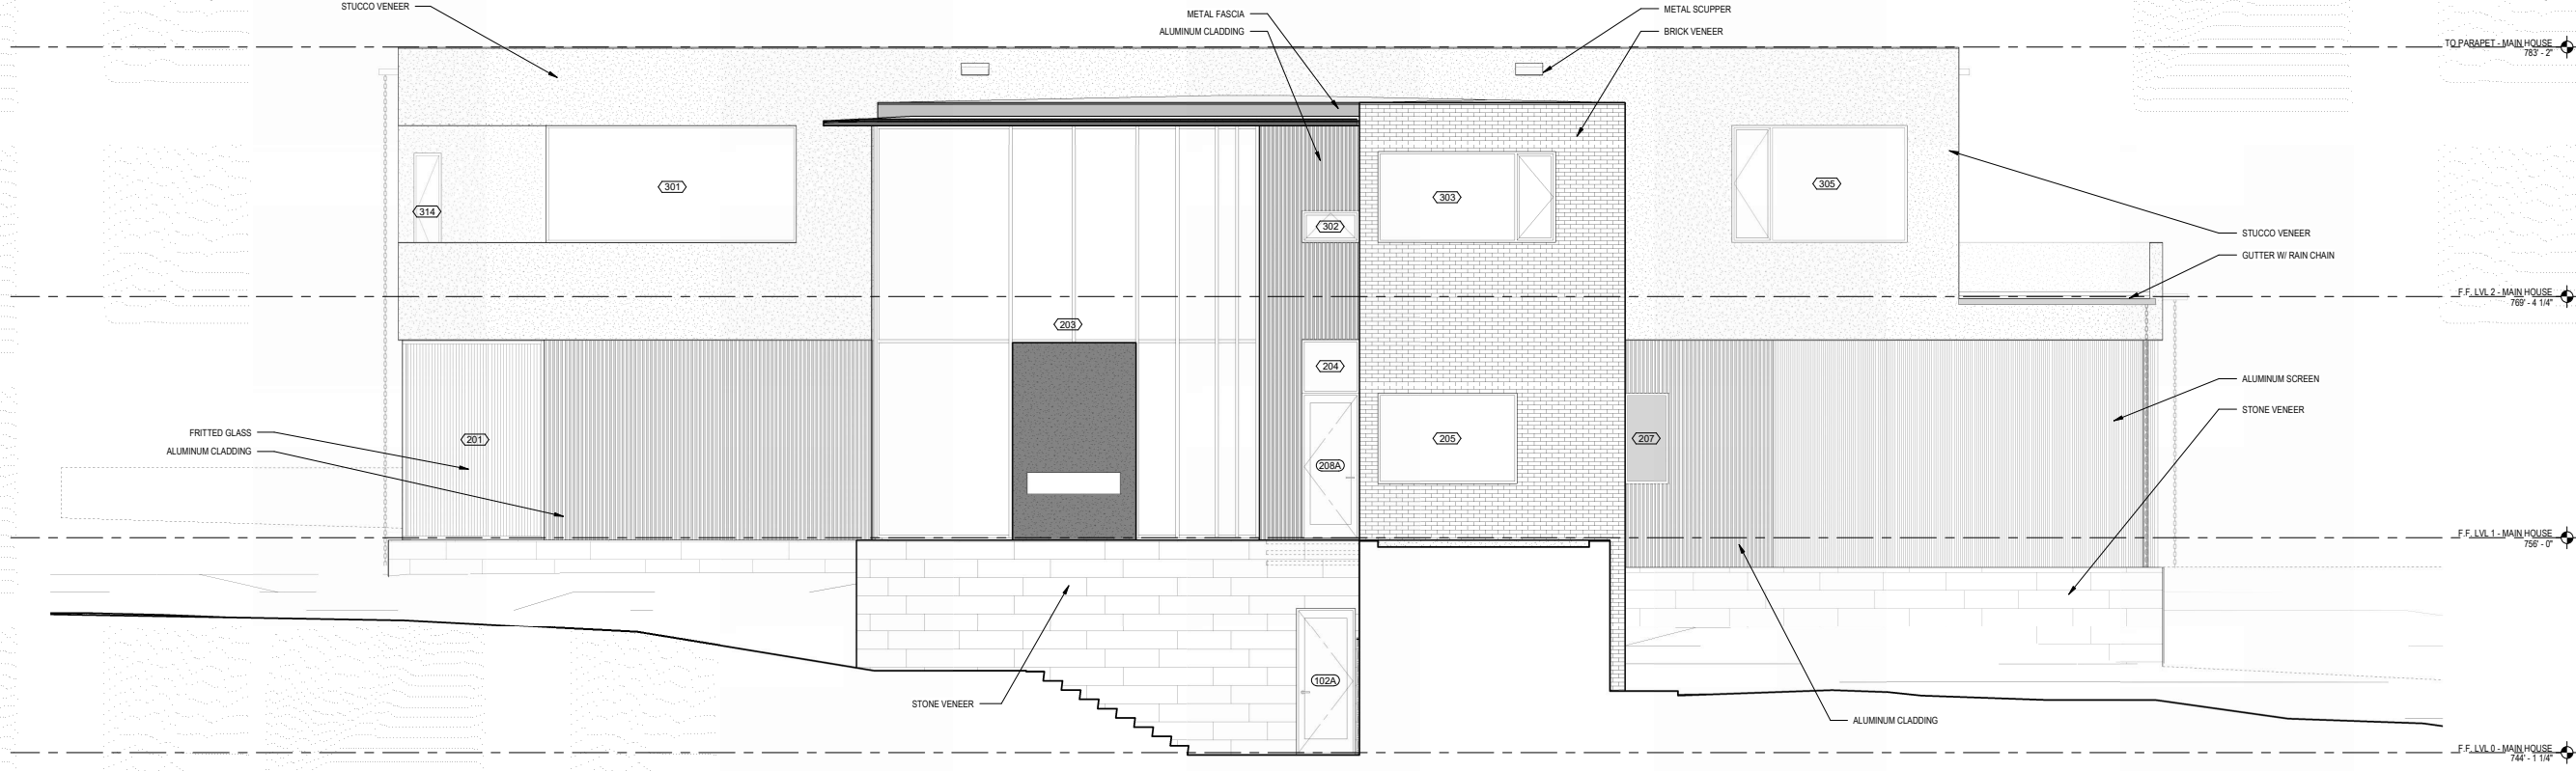 STUCCO VENEER
METAL FASCIA
ALUMINUM CLADDING
METAL SCUPPER
BRICK VENEER
TO PARAPET - MAIN HOUSE
783' - 2"
301
314
302
303
305
STUCCO VENEER
GUTTER W/ RAIN CHAIN
F.F. LVL 2 - MAIN HOUSE
769' - 4 1/4"
203
204
ALUMINUM SCREEN
STONE VENEER
FRITTED GLASS
ALUMINUM CLADDING
201
208A
205
207
F.F. LVL 1 - MAIN HOUSE
756' - 0"
102A
STONE VENEER
ALUMINUM CLADDING
F.F. LVL 0 - MAIN HOUSE
744' - 1 1/4"